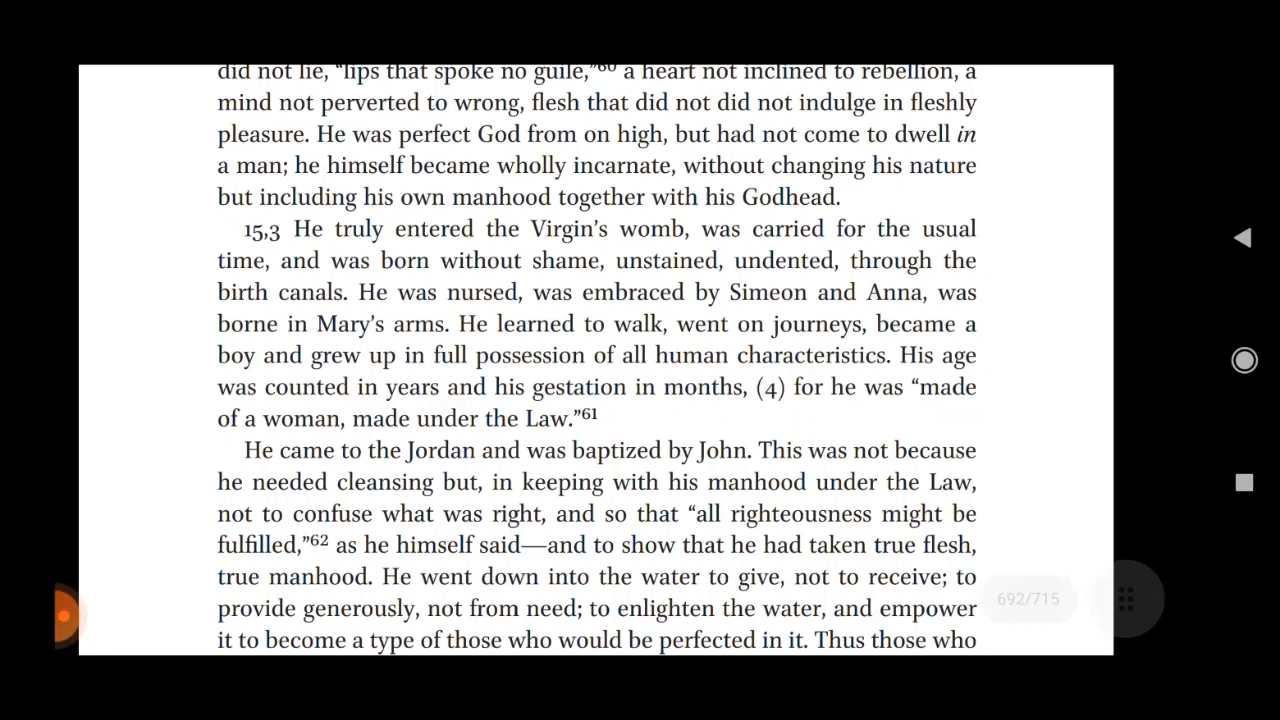 did not lie, “lips that spoke no guile,”⁶⁰ a heart not inclined to rebellion, a
mind not perverted to wrong, flesh that did not did not indulge in fleshly
pleasure. He was perfect God from on high, but had not come to dwell in
a man; he himself became wholly incarnate, without changing his nature
but including his own manhood together with his Godhead.
15,3 He truly entered the Virgin’s womb, was carried for the usual
time, and was born without shame, unstained, undented, through the
birth canals. He was nursed, was embraced by Simeon and Anna, was
borne in Mary’s arms. He learned to walk, went on journeys, became a
boy and grew up in full possession of all human characteristics. His age
was counted in years and his gestation in months, (4) for he was “made
of a woman, made under the Law.”⁶¹
He came to the Jordan and was baptized by John. This was not because
he needed cleansing but, in keeping with his manhood under the Law,
not to confuse what was right, and so that “all righteousness might be
fulfilled,”⁶² as he himself said—and to show that he had taken true flesh,
true manhood. He went down into the water to give, not to receive; to
provide generously, not from need; to enlighten the water, and empower
it to become a type of those who would be perfected in it. Thus those who
692/715